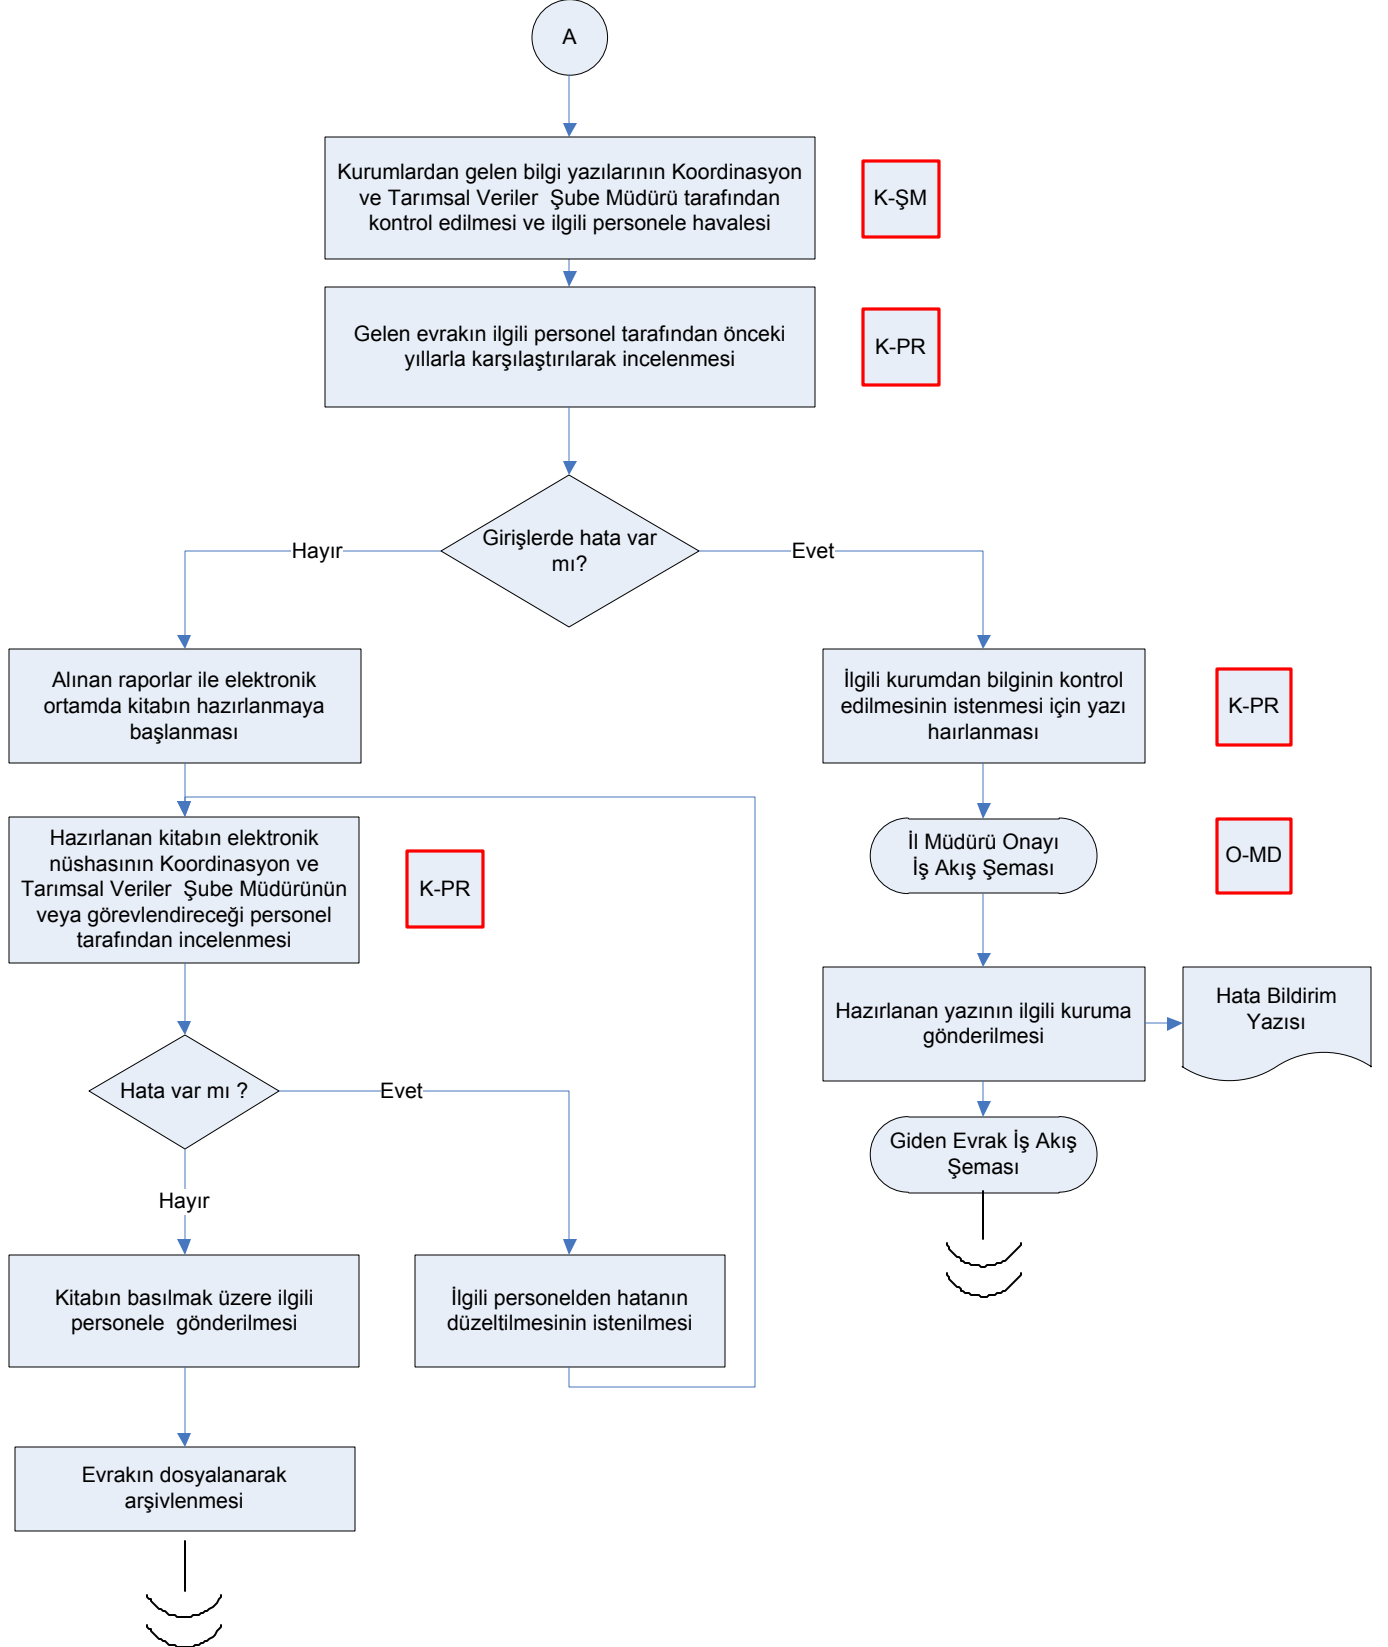 A
Kurumlardan gelen bilgi yazılarının Koordinasyon
ve Tarımsal Veriler Şube Müdürü tarafından
kontrol edilmesi ve ilgili personele havalesi
K-ŞM
Gelen evrakın ilgili personel tarafından önceki
yıllarla karşılaştırılarak incelenmesi
K-PR
Girişlerde hata var
mı?
Hayır
Evet
Alınan raporlar ile elektronik
ortamda kitabın hazırlanmaya
başlanması
İlgili kurumdan bilginin kontrol
edilmesinin istenmesi için yazı
haırlanması
K-PR
Hazırlanan kitabın elektronik
nüshasının Koordinasyon ve
Tarımsal Veriler Şube Müdürünün
veya görevlendireceği personel
tarafından incelenmesi
K-PR
İl Müdürü Onayı
İş Akış Şeması
O-MD
Hazırlanan yazının ilgili kuruma
gönderilmesi
Hata Bildirim
Yazısı
Hata var mı ?
Evet
Hayır
Giden Evrak İş Akış
Şeması
Kitabın basılmak üzere ilgili
personele gönderilmesi
İlgili personelden hatanın
düzeltilmesinin istenilmesi
Evrakın dosyalanarak
arşivlenmesi